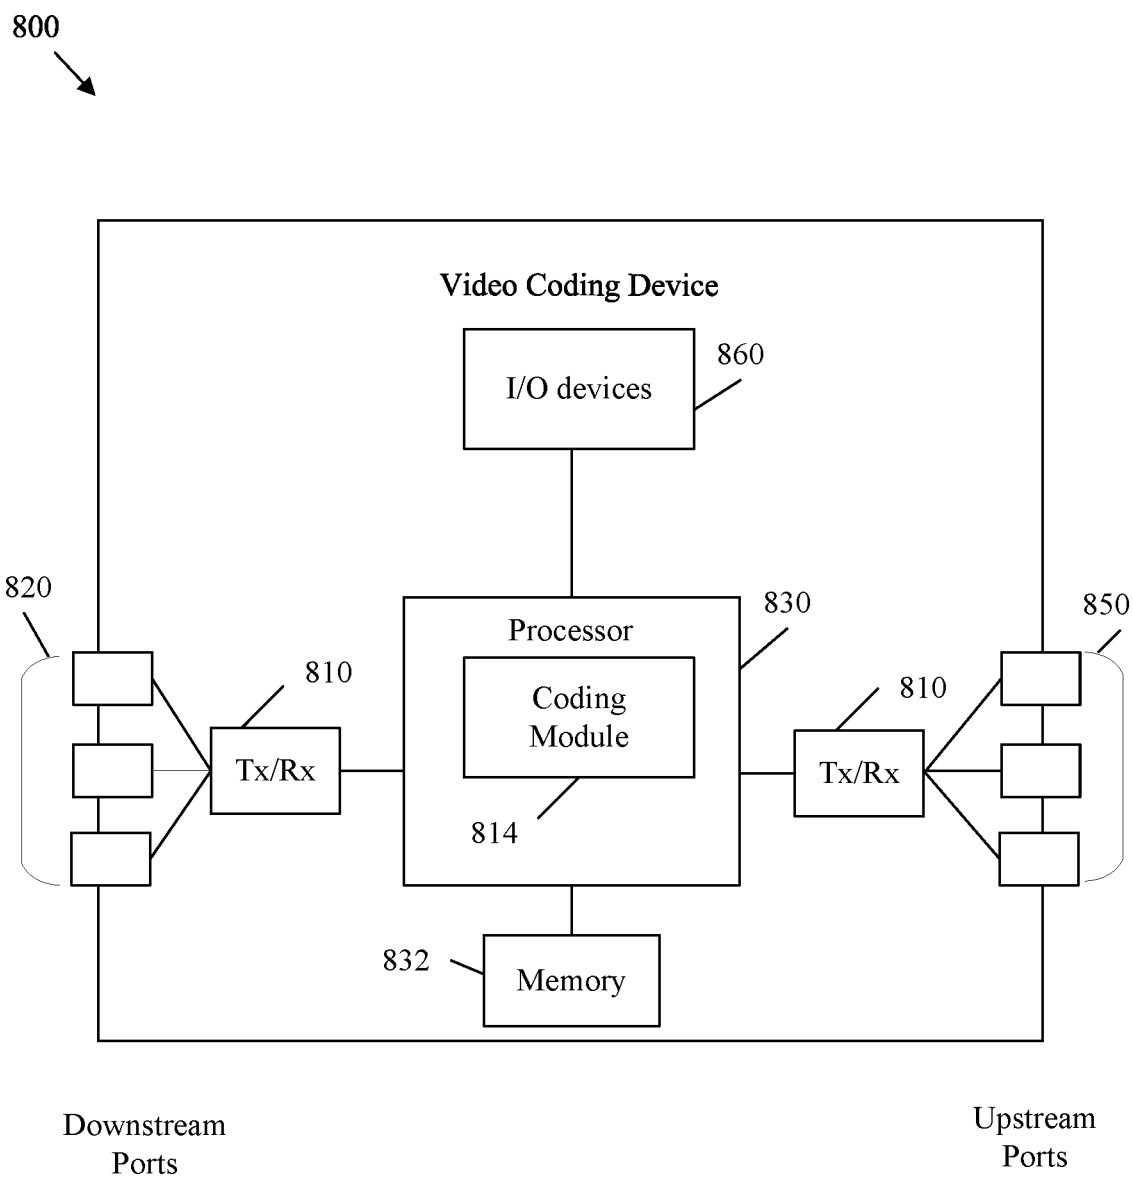 800
Video Coding Device
I/O devices
860
820
810
Tx/Rx
Processor
830
Coding
Module
814
810
Tx/Rx
850
832
Memory
Downstream
Ports
Upstream
Ports